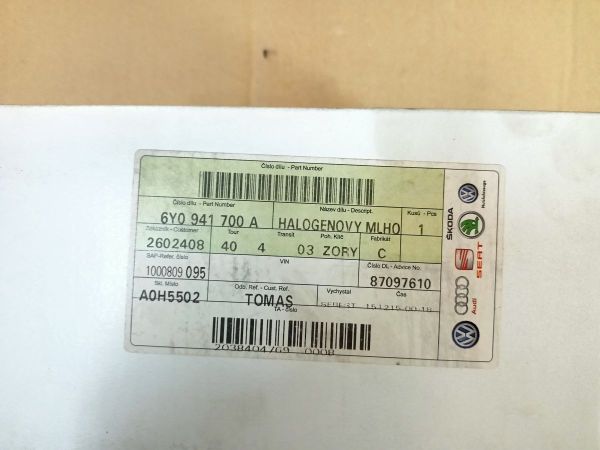 Číslo dílu - Part Number
Číslo dílu - Part Number Název dílu - Descript. Kusů - Pcs
6Y0 941 700 A HALOGENOVY MLHO 1
Zákazník - Customer Tour Transit Poh. Klíč Fabrikát
2602408 40 4 03 ZORY C
SAP-Refer. číslo VIN Číslo DL - Advice No.
1000809 095 87097610
Skl. Místo Odb. Ref. - Cust. Ref. Vychystal Čas
A0H5502 TOMAS
TA - číslo
2038404769 000B
ŠKODA
SEAT
Audi